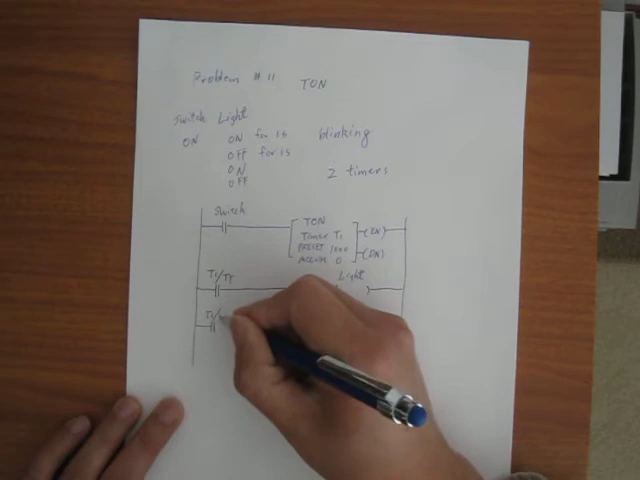 Problem # 11 TON
Switch Light
ON ON for 1s blinking
OFF for 1s
ON 2 timers
OFF
Switch
TON
Timer T1
PRESET 1000
ACCUM 0
(EN)
(DN)
T1/TT Light
T1/